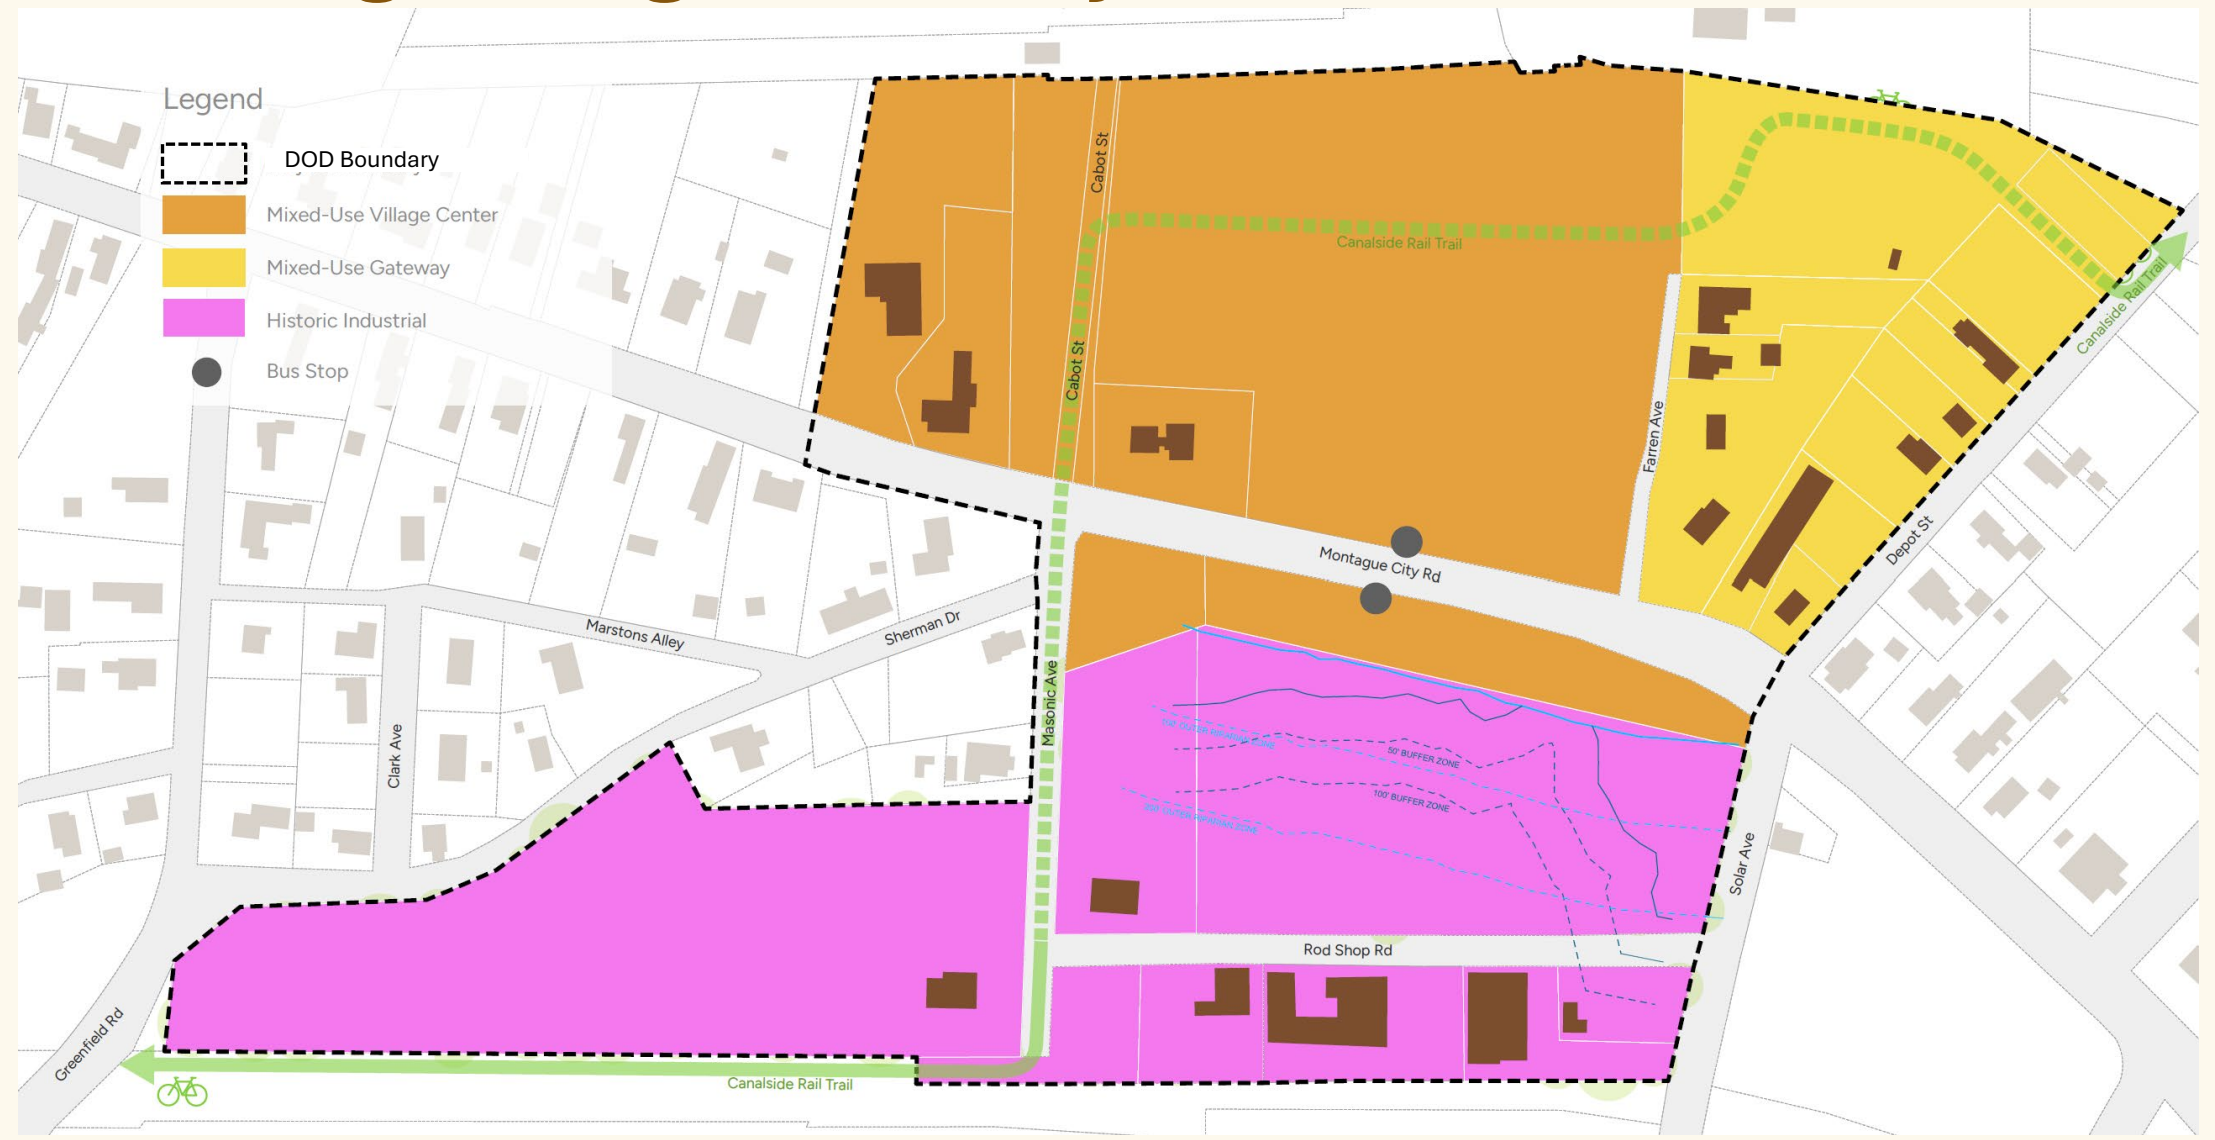 Legend
DOD Boundary
Mixed-Use Village Center
Mixed-Use Gateway
Historic Industrial
Bus Stop
Cabot St
Canalside Rail Trail
Canalside Rail Trail
Cabot St
Farren Ave
Montague City Rd
Depot St
Marstons Alley
Sherman Dr
Masonic Ave
Clark Ave
50' BUFFER ZONE
100' BUFFER ZONE
Solar Ave
Rod Shop Rd
Greenfield Rd
Canalside Rail Trail